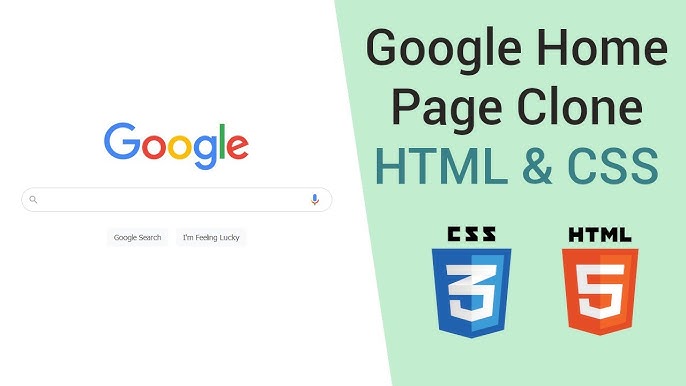 Google
Google Search
I'm Feeling Lucky
Google Home
Page Clone
HTML & CSS
CSS
3
HTML
5